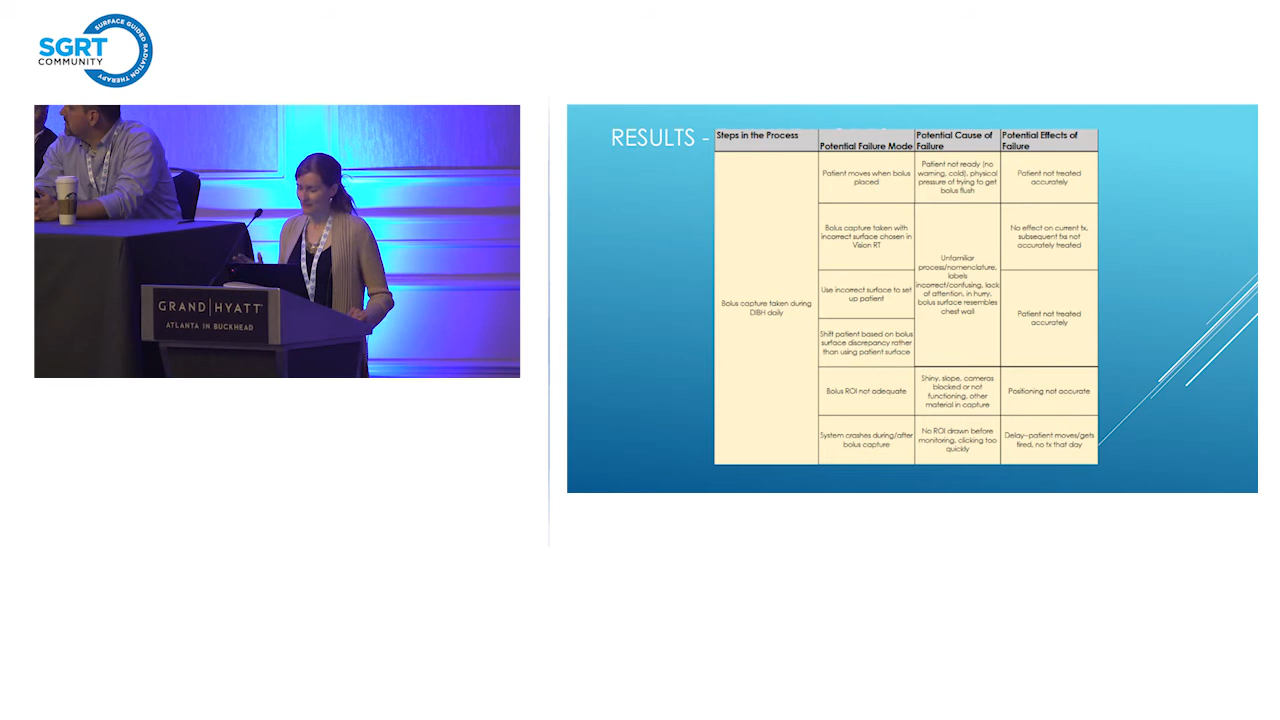 SURFACE GUIDED RADIATION THERAPY
SGRT
COMMUNITY
GRAND HYATT
ATLANTA IN BUCKHEAD
RESULTS -
Steps in the Process
Potential Failure Mode
Potential Cause of
Failure
Potential Effects of
Failure
Bolus capture taken during
DIBH daily
Patient moves when bolus
placed
Patient not ready (no
warning, cold), physical
pressure of trying to get
bolus flush
Patient not treated
accurately
Bolus capture taken with
incorrect surface chosen in
Vision RT
Unfamiliar
process/nomenclature,
labels
incorrect/confusing, lack
of attention, in hurry,
bolus surface resembles
chest wall
No effect on current tx,
subsequent fxs not
accurately treated
Use incorrect surface to set
up patient
Patient not treated
accurately
Shift patient based on bolus
surface discrepancy rather
than using patient surface
Bolus ROI not adequate
Shiny, slope, cameras
blocked or not
functioning, other
material in capture
Positioning not accurate
System crashes during/after
bolus capture
No ROI drawn before
monitoring, clicking too
quickly
Delay--patient moves/gets
tired, no tx that day